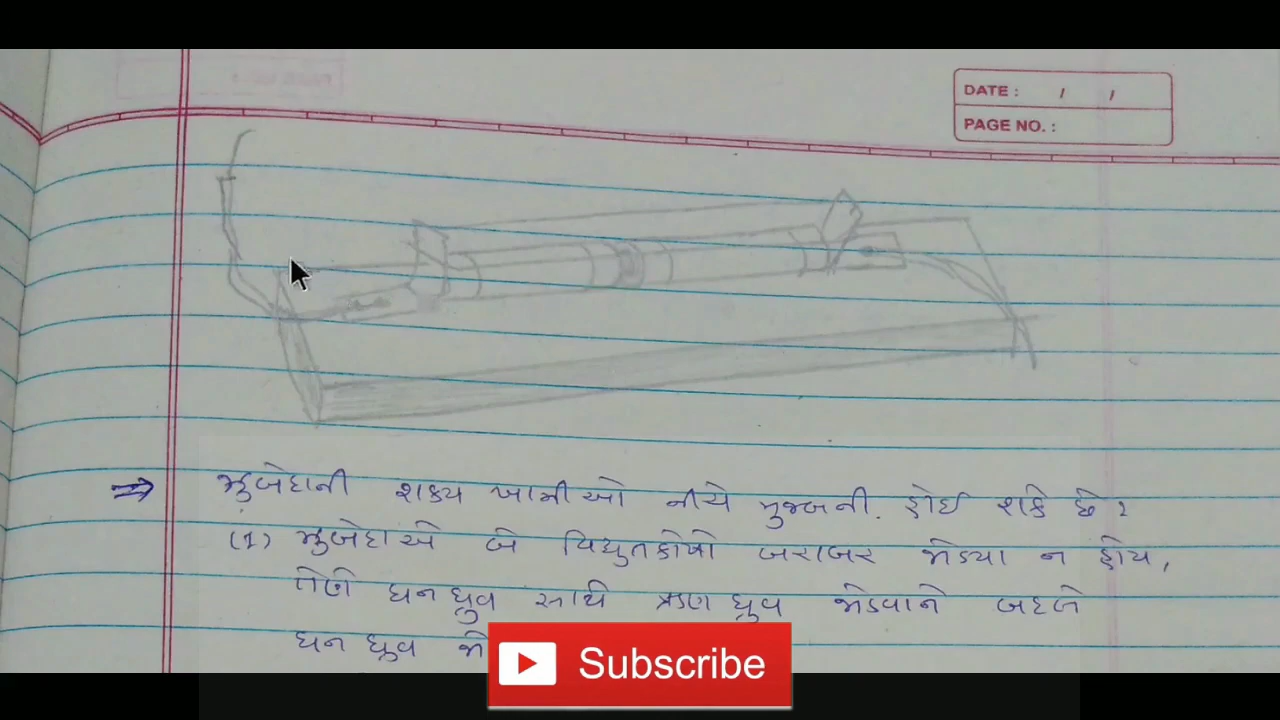 DATE : / /
PAGE NO. :
⇒ ઝુબેદાની શક્ય ખામીઓ નીચે મુજબની હોઈ શકે છે :
(1) ઝુબેદાએ બે વિદ્યુતકોષો બરાબર જોડ્યા ન હોય,
તેણે ધન ધ્રુવ સાથે ઋણ ધ્રુવ જોડવાને બદલે
ધન ધ્રુવ
Subscribe